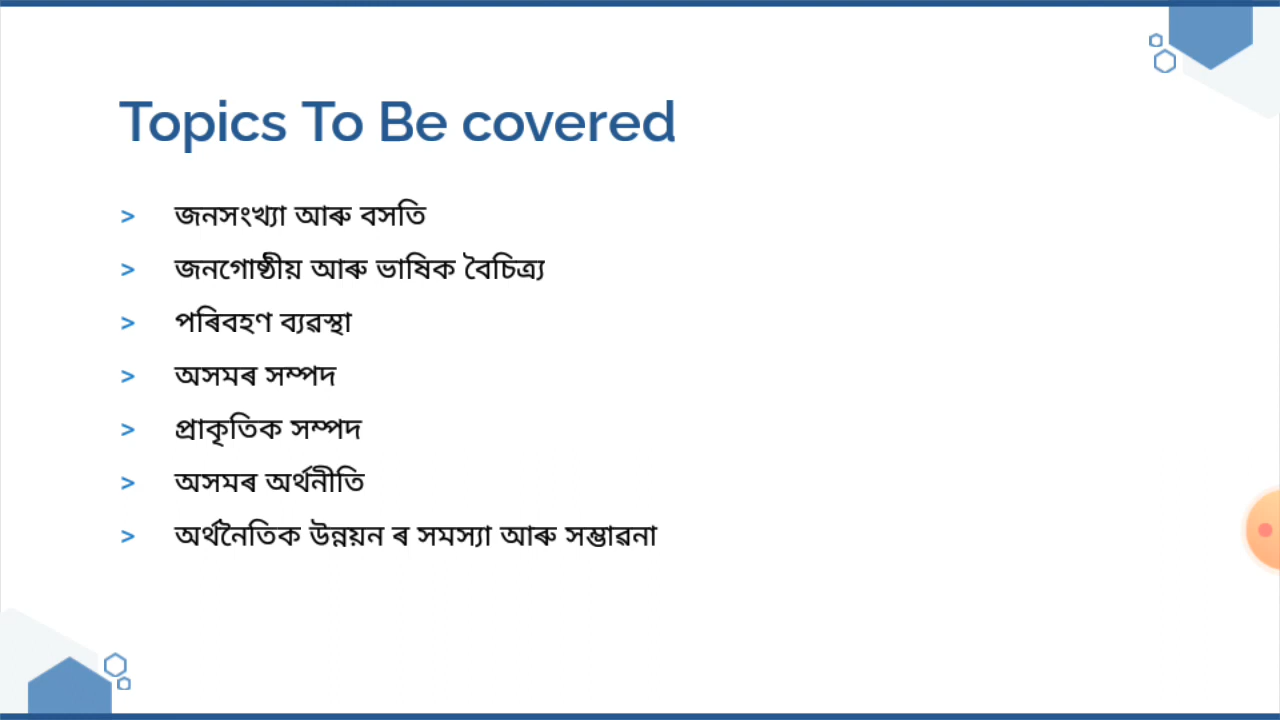 Topics To Be covered
> জনসংখ্যা আৰু বসতি
> জনগোষ্ঠীয় আৰু ভাষিক বৈচিত্ৰ্য
> পৰিবহণ ব্যৱস্থা
> অসমৰ সম্পদ
> প্ৰাকৃতিক সম্পদ
> অসমৰ অৰ্থনীতি
> অৰ্থনৈতিক উন্নয়ন ৰ সমস্যা আৰু সম্ভাৱনা